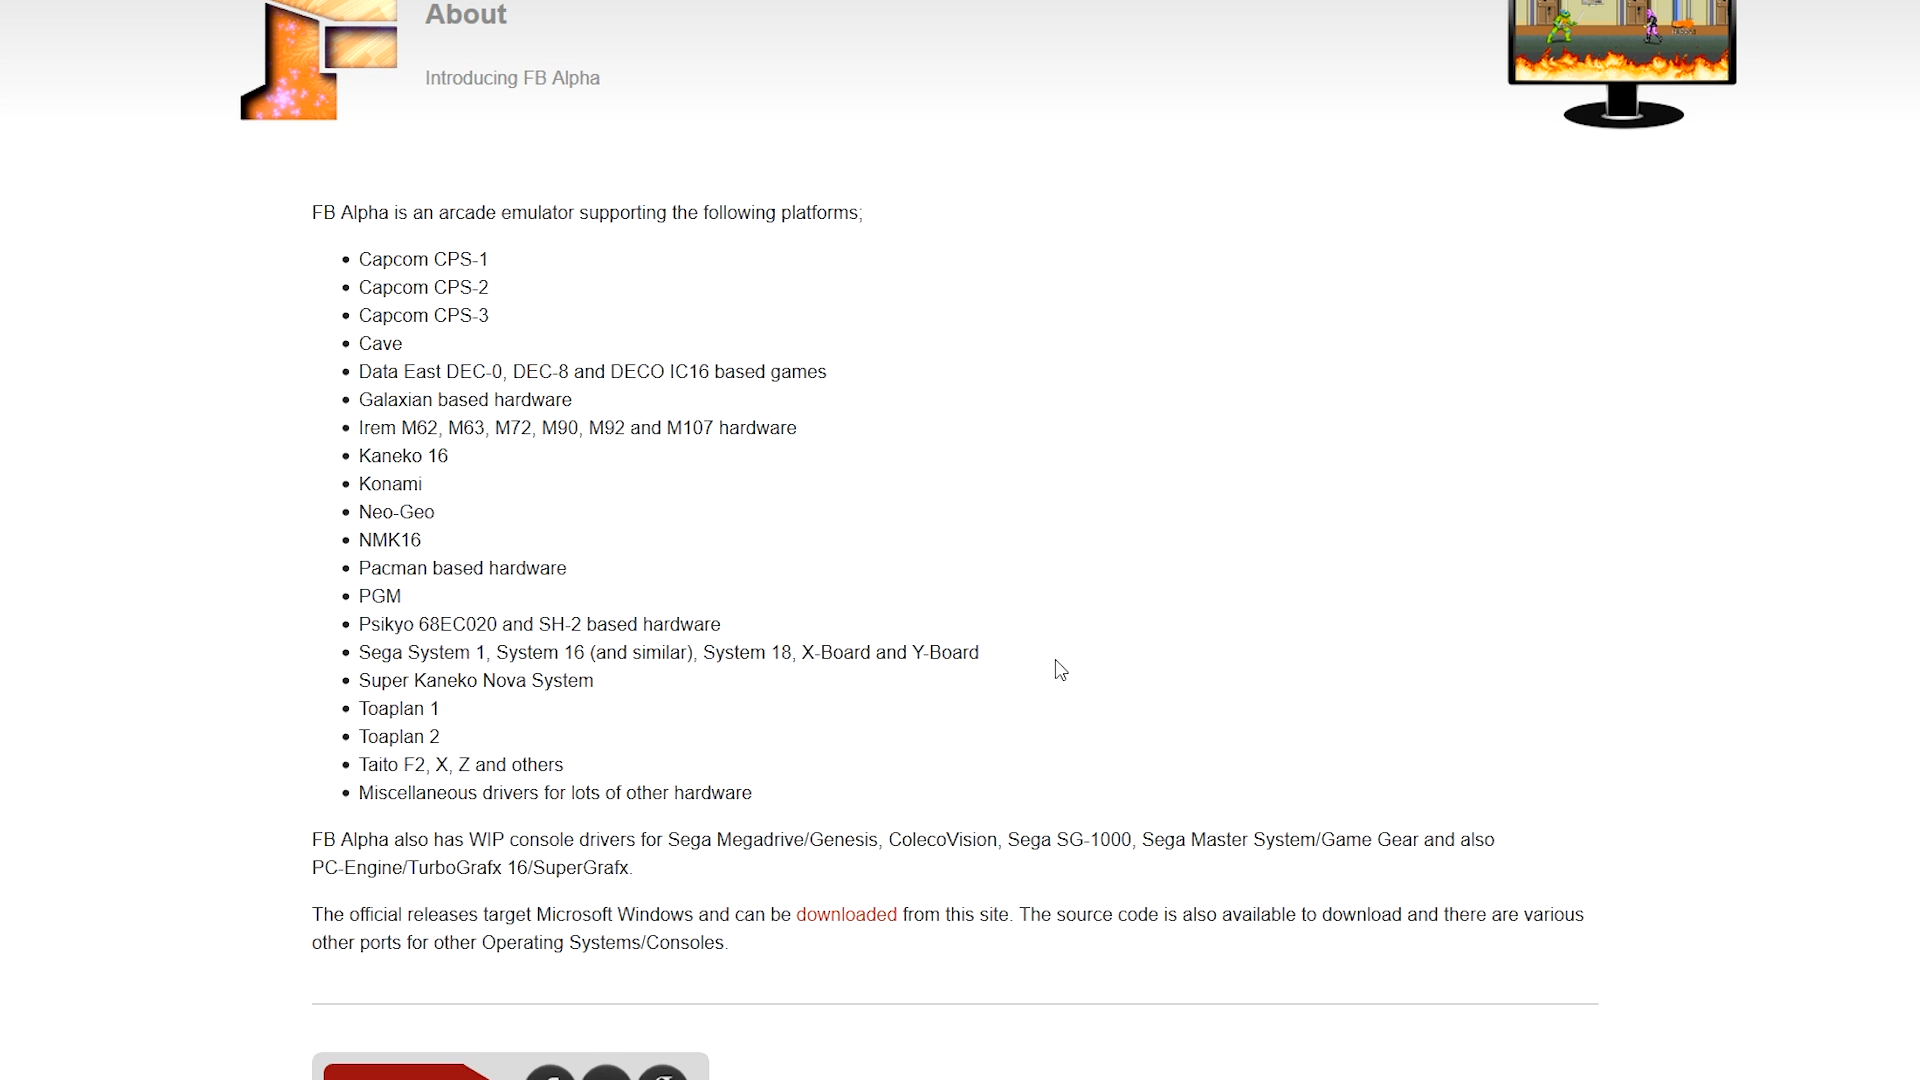 About
Introducing FB Alpha
FB Alpha is an arcade emulator supporting the following platforms;
• Capcom CPS-1
• Capcom CPS-2
• Capcom CPS-3
• Cave
• Data East DEC-0, DEC-8 and DECO IC16 based games
• Galaxian based hardware
• Irem M62, M63, M72, M90, M92 and M107 hardware
• Kaneko 16
• Konami
• Neo-Geo
• NMK16
• Pacman based hardware
• PGM
• Psikyo 68EC020 and SH-2 based hardware
• Sega System 1, System 16 (and similar), System 18, X-Board and Y-Board
• Super Kaneko Nova System
• Toaplan 1
• Toaplan 2
• Taito F2, X, Z and others
• Miscellaneous drivers for lots of other hardware
FB Alpha also has WIP console drivers for Sega Megadrive/Genesis, ColecoVision, Sega SG-1000, Sega Master System/Game Gear and also
PC-Engine/TurboGrafx 16/SuperGrafx.
The official releases target Microsoft Windows and can be downloaded from this site. The source code is also available to download and there are various
other ports for other Operating Systems/Consoles.